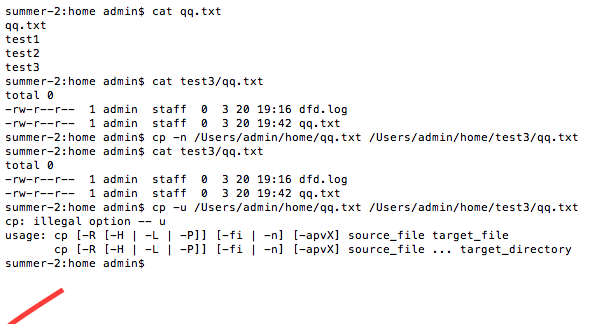 summer-2:home admin$ cat qq.txt
qq.txt
test1
test2
test3
summer-2:home admin$ cat test3/qq.txt
total 0
-rw-r--r--  1 admin  staff  0  3 20 19:16 dfd.log
-rw-r--r--  1 admin  staff  0  3 20 19:42 qq.txt
summer-2:home admin$ cp -n /Users/admin/home/qq.txt /Users/admin/home/test3/qq.txt
summer-2:home admin$ cat test3/qq.txt
total 0
-rw-r--r--  1 admin  staff  0  3 20 19:16 dfd.log
-rw-r--r--  1 admin  staff  0  3 20 19:42 qq.txt
summer-2:home admin$ cp -u /Users/admin/home/qq.txt /Users/admin/home/test3/qq.txt
cp: illegal option -- u
usage: cp [-R [-H | -L | -P]] [-fi | -n] [-apvX] source_file target_file
       cp [-R [-H | -L | -P]] [-fi | -n] [-apvX] source_file ... target_directory
summer-2:home admin$